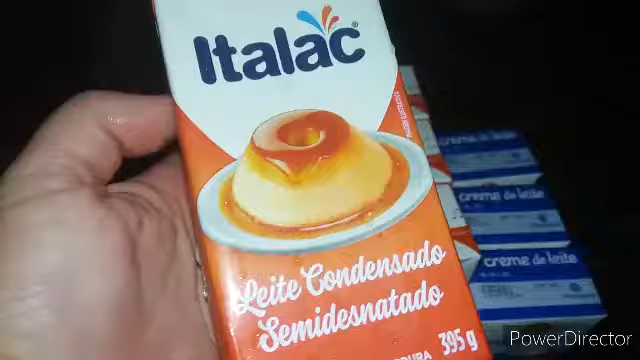 Italac
Leite Condensado
Semidesnatado
395 g
creme de leite
creme de leite
creme de leite
PowerDirector